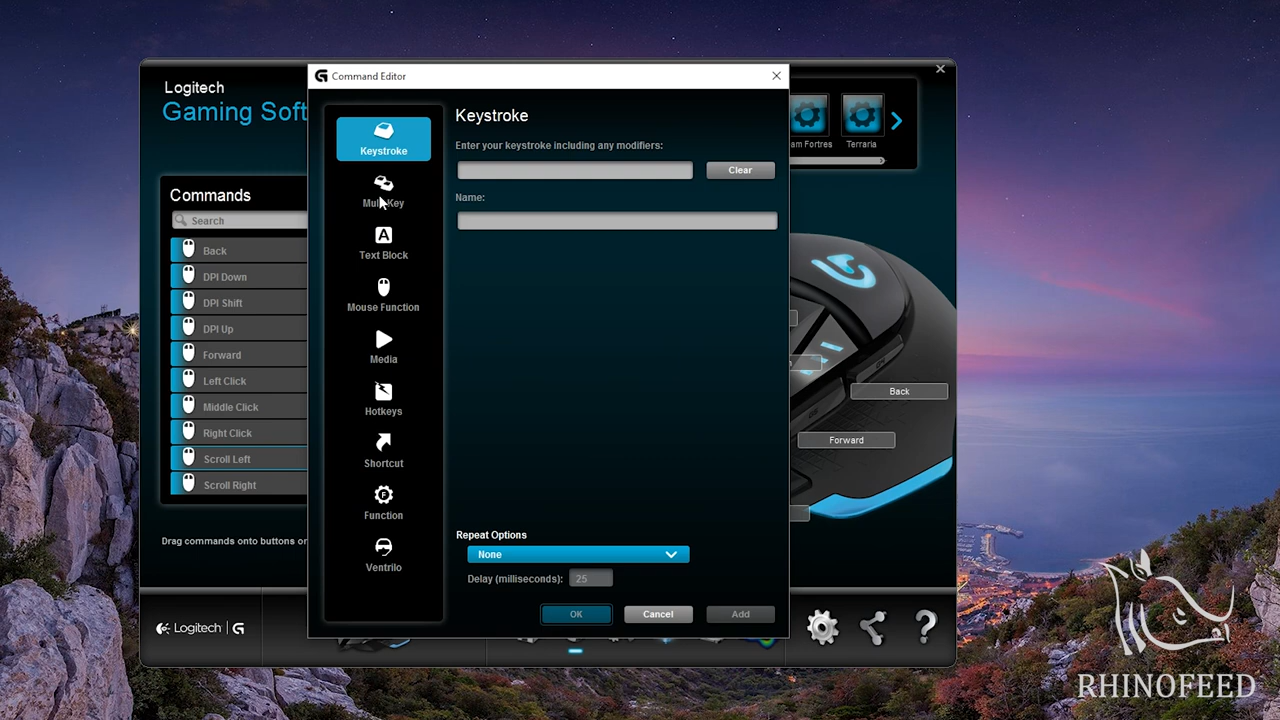 Command Editor
Logitech
Gaming Soft
Commands
Search
Back
DPI Down
DPI Shift
DPI Up
Forward
Left Click
Middle Click
Right Click
Scroll Left
Scroll Right
Drag commands onto buttons or
Logitech
Keystroke
Multi Key
A
Text Block
Mouse Function
Media
Hotkeys
Shortcut
F
Function
Ventrilo
Keystroke
Enter your keystroke including any modifiers:
Clear
Name:
Repeat Options
None
Delay (milliseconds): 25
OK Cancel Add
am Fortres Terraria
Back
Forward
?
RHINOFEED